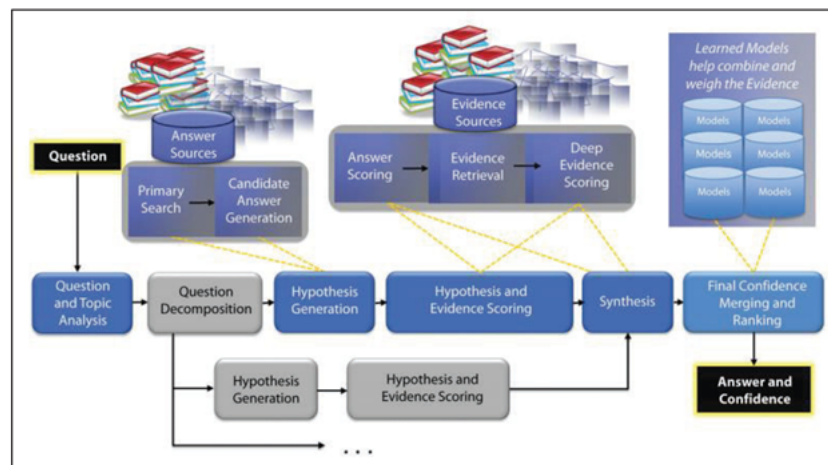 Answer
Sources
Evidence
Sources
Learned Models
help combine and
weigh the Evidence
Models
Models
Models
Models
Models
Models
Question
Primary
Search
Candidate
Answer
Generation
Answer
Scoring
Evidence
Retrieval
Deep
Evidence
Scoring
Question
and Topic
Analysis
Question
Decomposition
Hypothesis
Generation
Hypothesis and
Evidence Scoring
Synthesis
Final Confidence
Merging and
Ranking
Hypothesis
Generation
Hypothesis and
Evidence Scoring
Answer and
Confidence
. . .